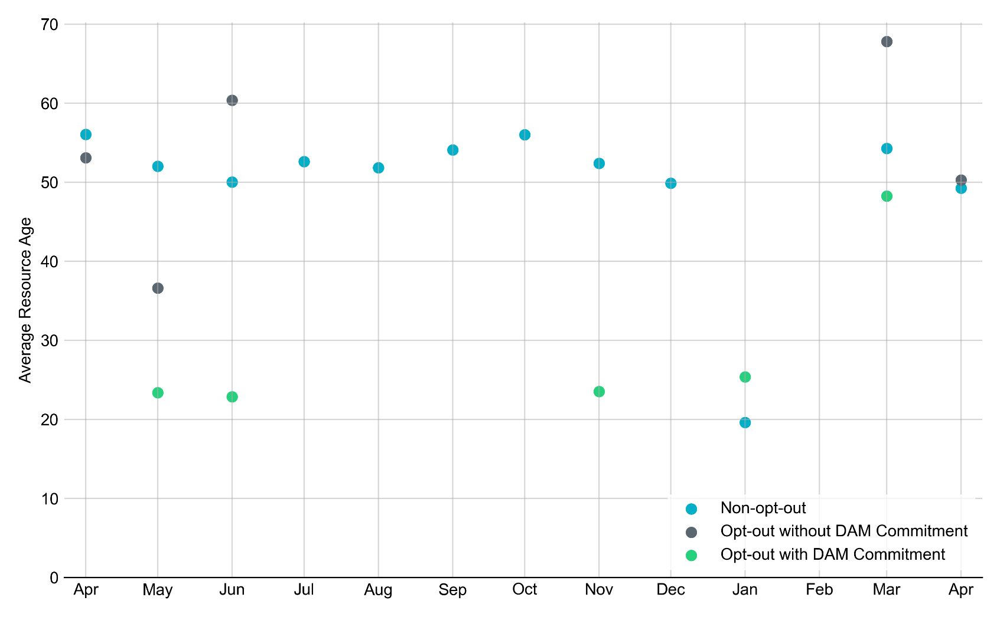 70
60
50
40
30
20
10
0
Average Resource Age
Apr May Jun Jul Aug Sep Oct Nov Dec Jan Feb Mar Apr
Non-opt-out
Opt-out without DAM Commitment
Opt-out with DAM Commitment